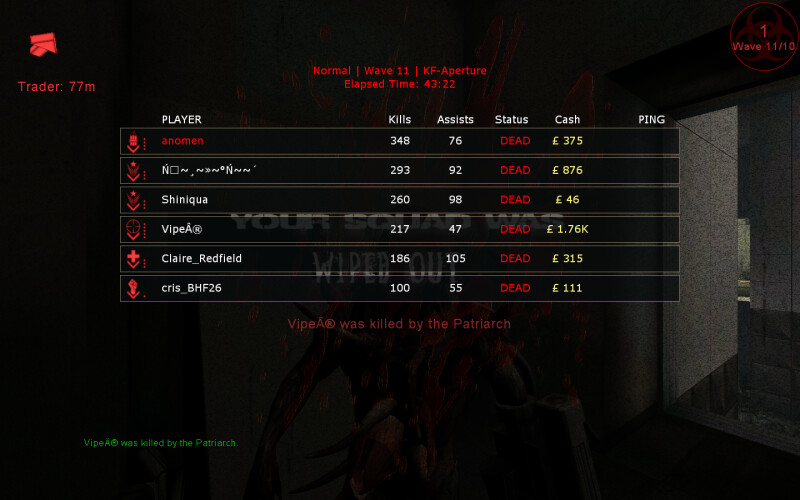 1
Wave 11/10
Trader: 77m
Normal | Wave 11 | KF-Aperture
Elapsed Time: 43:22
PLAYER Kills Assists Status Cash PING
anomen 348 76 DEAD £ 375
Ń□~¸~»~°Ń~~´ 293 92 DEAD £ 876
Shiniqua 260 98 DEAD £ 46
YOUR SQUAD WAS
VipeÂ® 217 47 DEAD £ 1.76K
Claire_Redfield 186 105 DEAD £ 315
WIPED OUT
cris_BHF26 100 55 DEAD £ 111
VipeÂ® was killed by the Patriarch
VipeÂ® was killed by the Patriarch